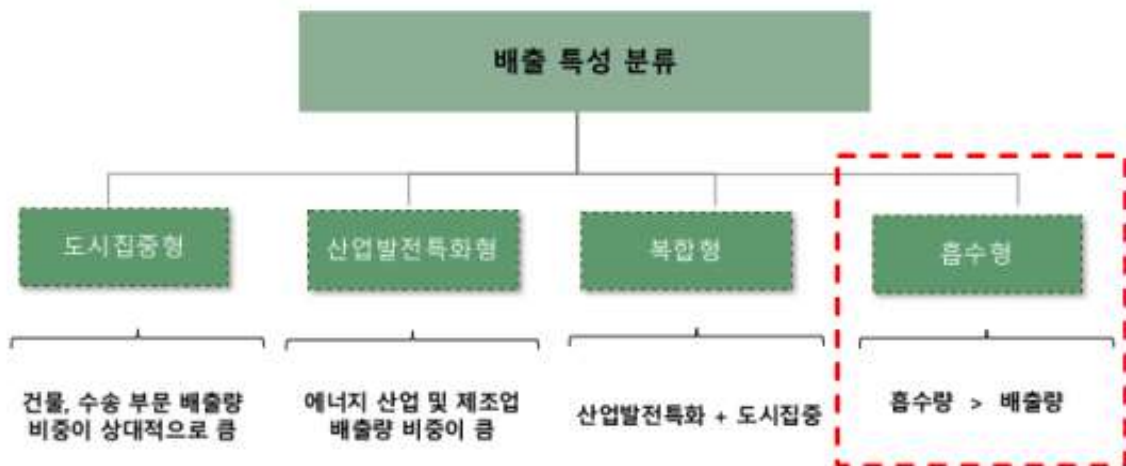 배출 특성 분류
도시집중형
산업발전특화형
복합형
흡수형
건물, 수송 부문 배출량
비중이 상대적으로 큼
에너지 산업 및 제조업
배출량 비중이 큼
산업발전특화 + 도시집중
흡수량 > 배출량